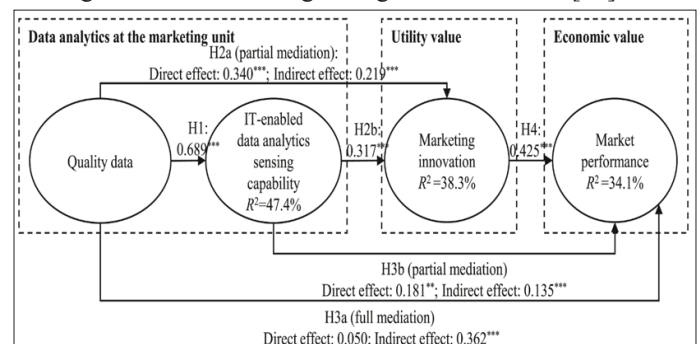 Data analytics at the marketing unit
Utility value
Economic value
H2a (partial mediation):
Direct effect: 0.340***; Indirect effect: 0.219***
Quality data
H1:
0.689***
IT-enabled
data analytics
sensing
capability
R²=47.4%
H2b:
0.317***
Marketing
innovation
R²=38.3%
H4:
0.425***
Market
performance
R²=34.1%
H3b (partial mediation)
Direct effect: 0.181**; Indirect effect: 0.135***
H3a (full mediation)
Direct effect: 0.050; Indirect effect: 0.362***